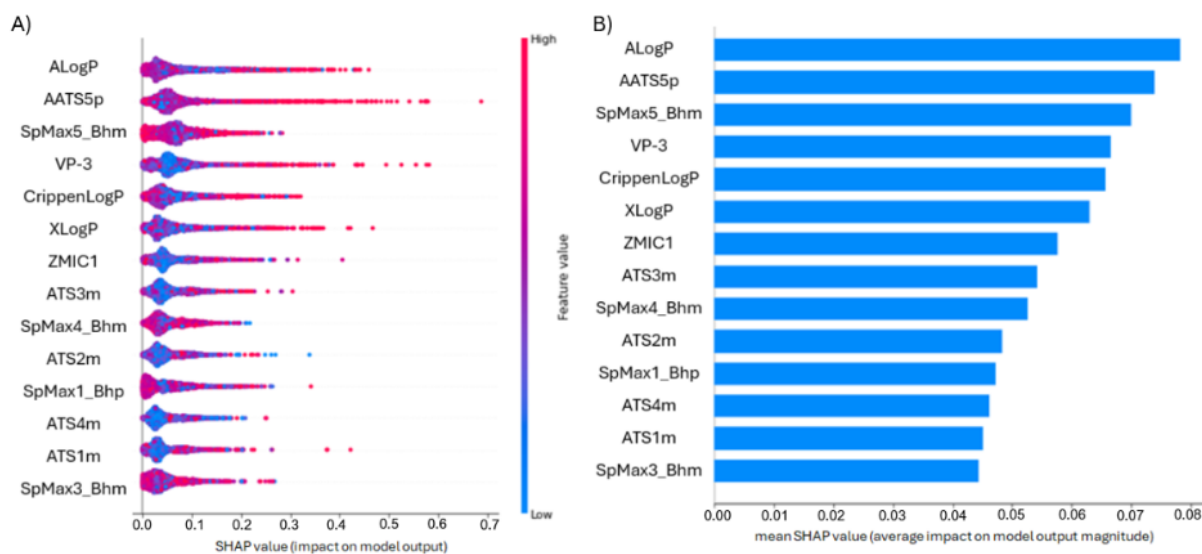 A)
High
ALogP
AATS5p
SpMax5_Bhm
VP-3
CrippenLogP
XLogP
ZMIC1
ATS3m
SpMax4_Bhm
ATS2m
SpMax1_Bhp
ATS4m
ATS1m
SpMax3_Bhm
Feature value
Low
0.0 0.1 0.2 0.3 0.4 0.5 0.6 0.7
SHAP value (impact on model output)
B)
ALogP
AATS5p
SpMax5_Bhm
VP-3
CrippenLogP
XLogP
ZMIC1
ATS3m
SpMax4_Bhm
ATS2m
SpMax1_Bhp
ATS4m
ATS1m
SpMax3_Bhm
0.00 0.01 0.02 0.03 0.04 0.05 0.06 0.07 0.08
mean SHAP value (average impact on model output magnitude)